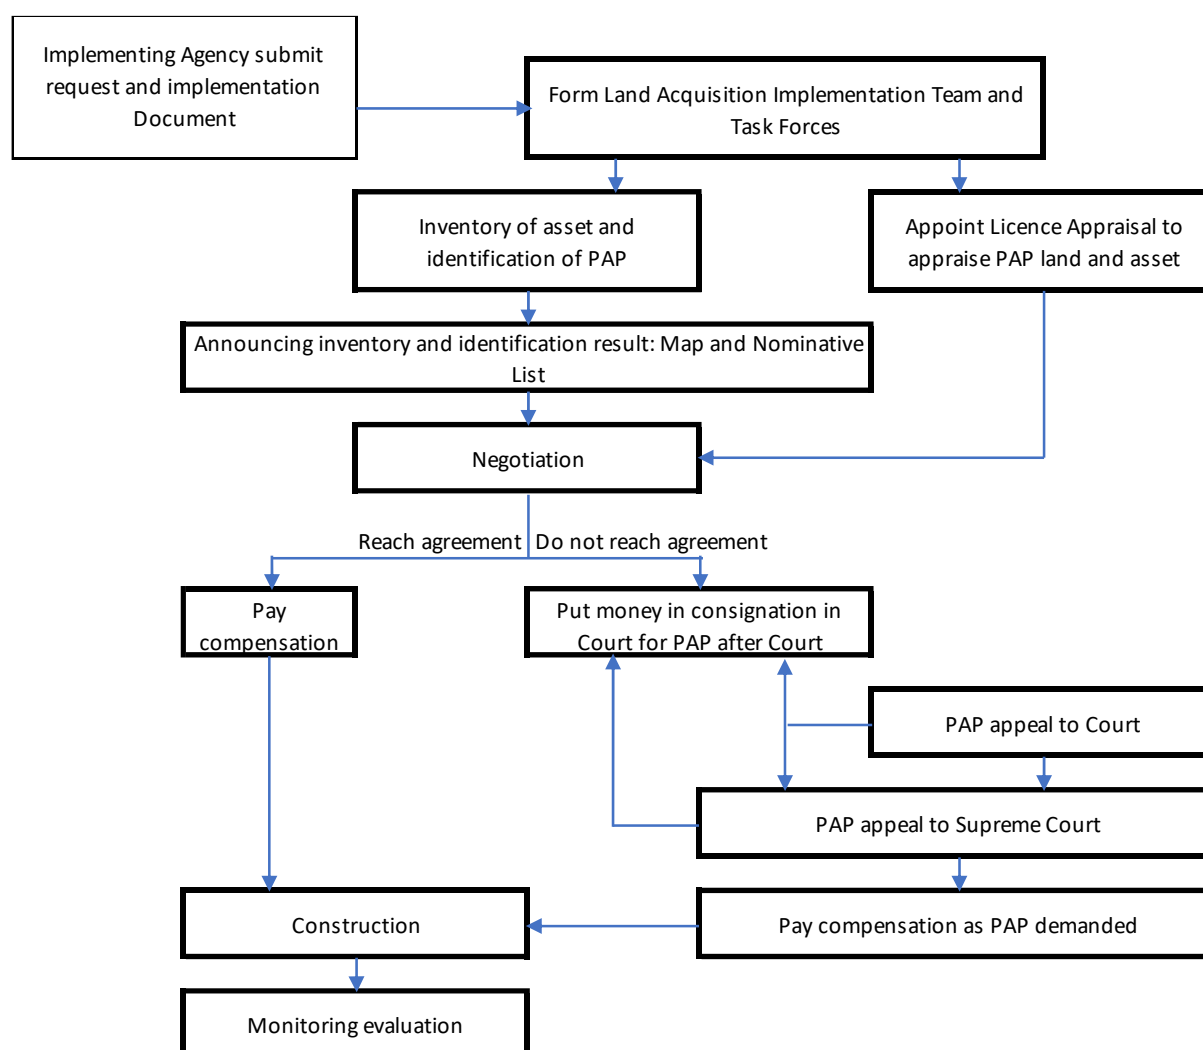 Implementing Agency submit
request and implementation
Document
Form Land Acquisition Implementation Team and
Task Forces
Inventory of asset and
identification of PAP
Appoint Licence Appraisal to
appraise PAP land and asset
Announcing inventory and identification result: Map and Nominative
List
Negotiation
Reach agreement
Do not reach agreement
Pay
compensation
Put money in consignation in
Court for PAP after Court
PAP appeal to Court
PAP appeal to Supreme Court
Construction
Pay compensation as PAP demanded
Monitoring evaluation